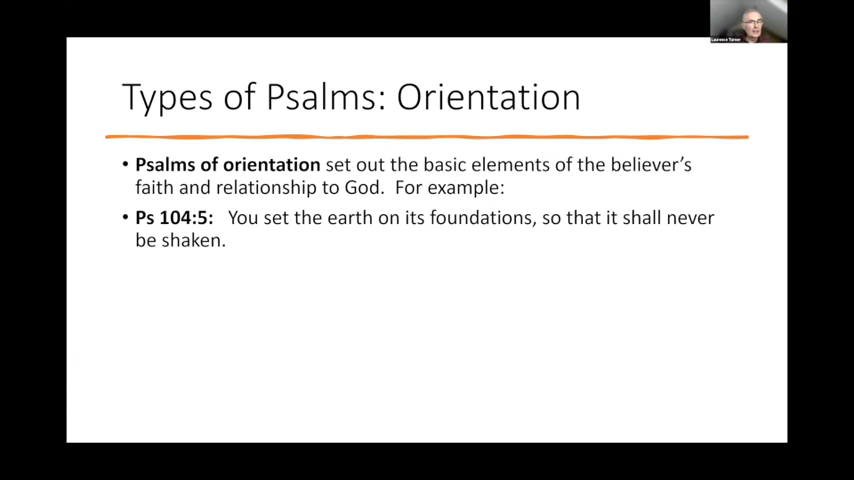 Laurence Turner
Types of Psalms: Orientation
• Psalms of orientation set out the basic elements of the believer's
faith and relationship to God. For example:
• Ps 104:5: You set the earth on its foundations, so that it shall never
be shaken.